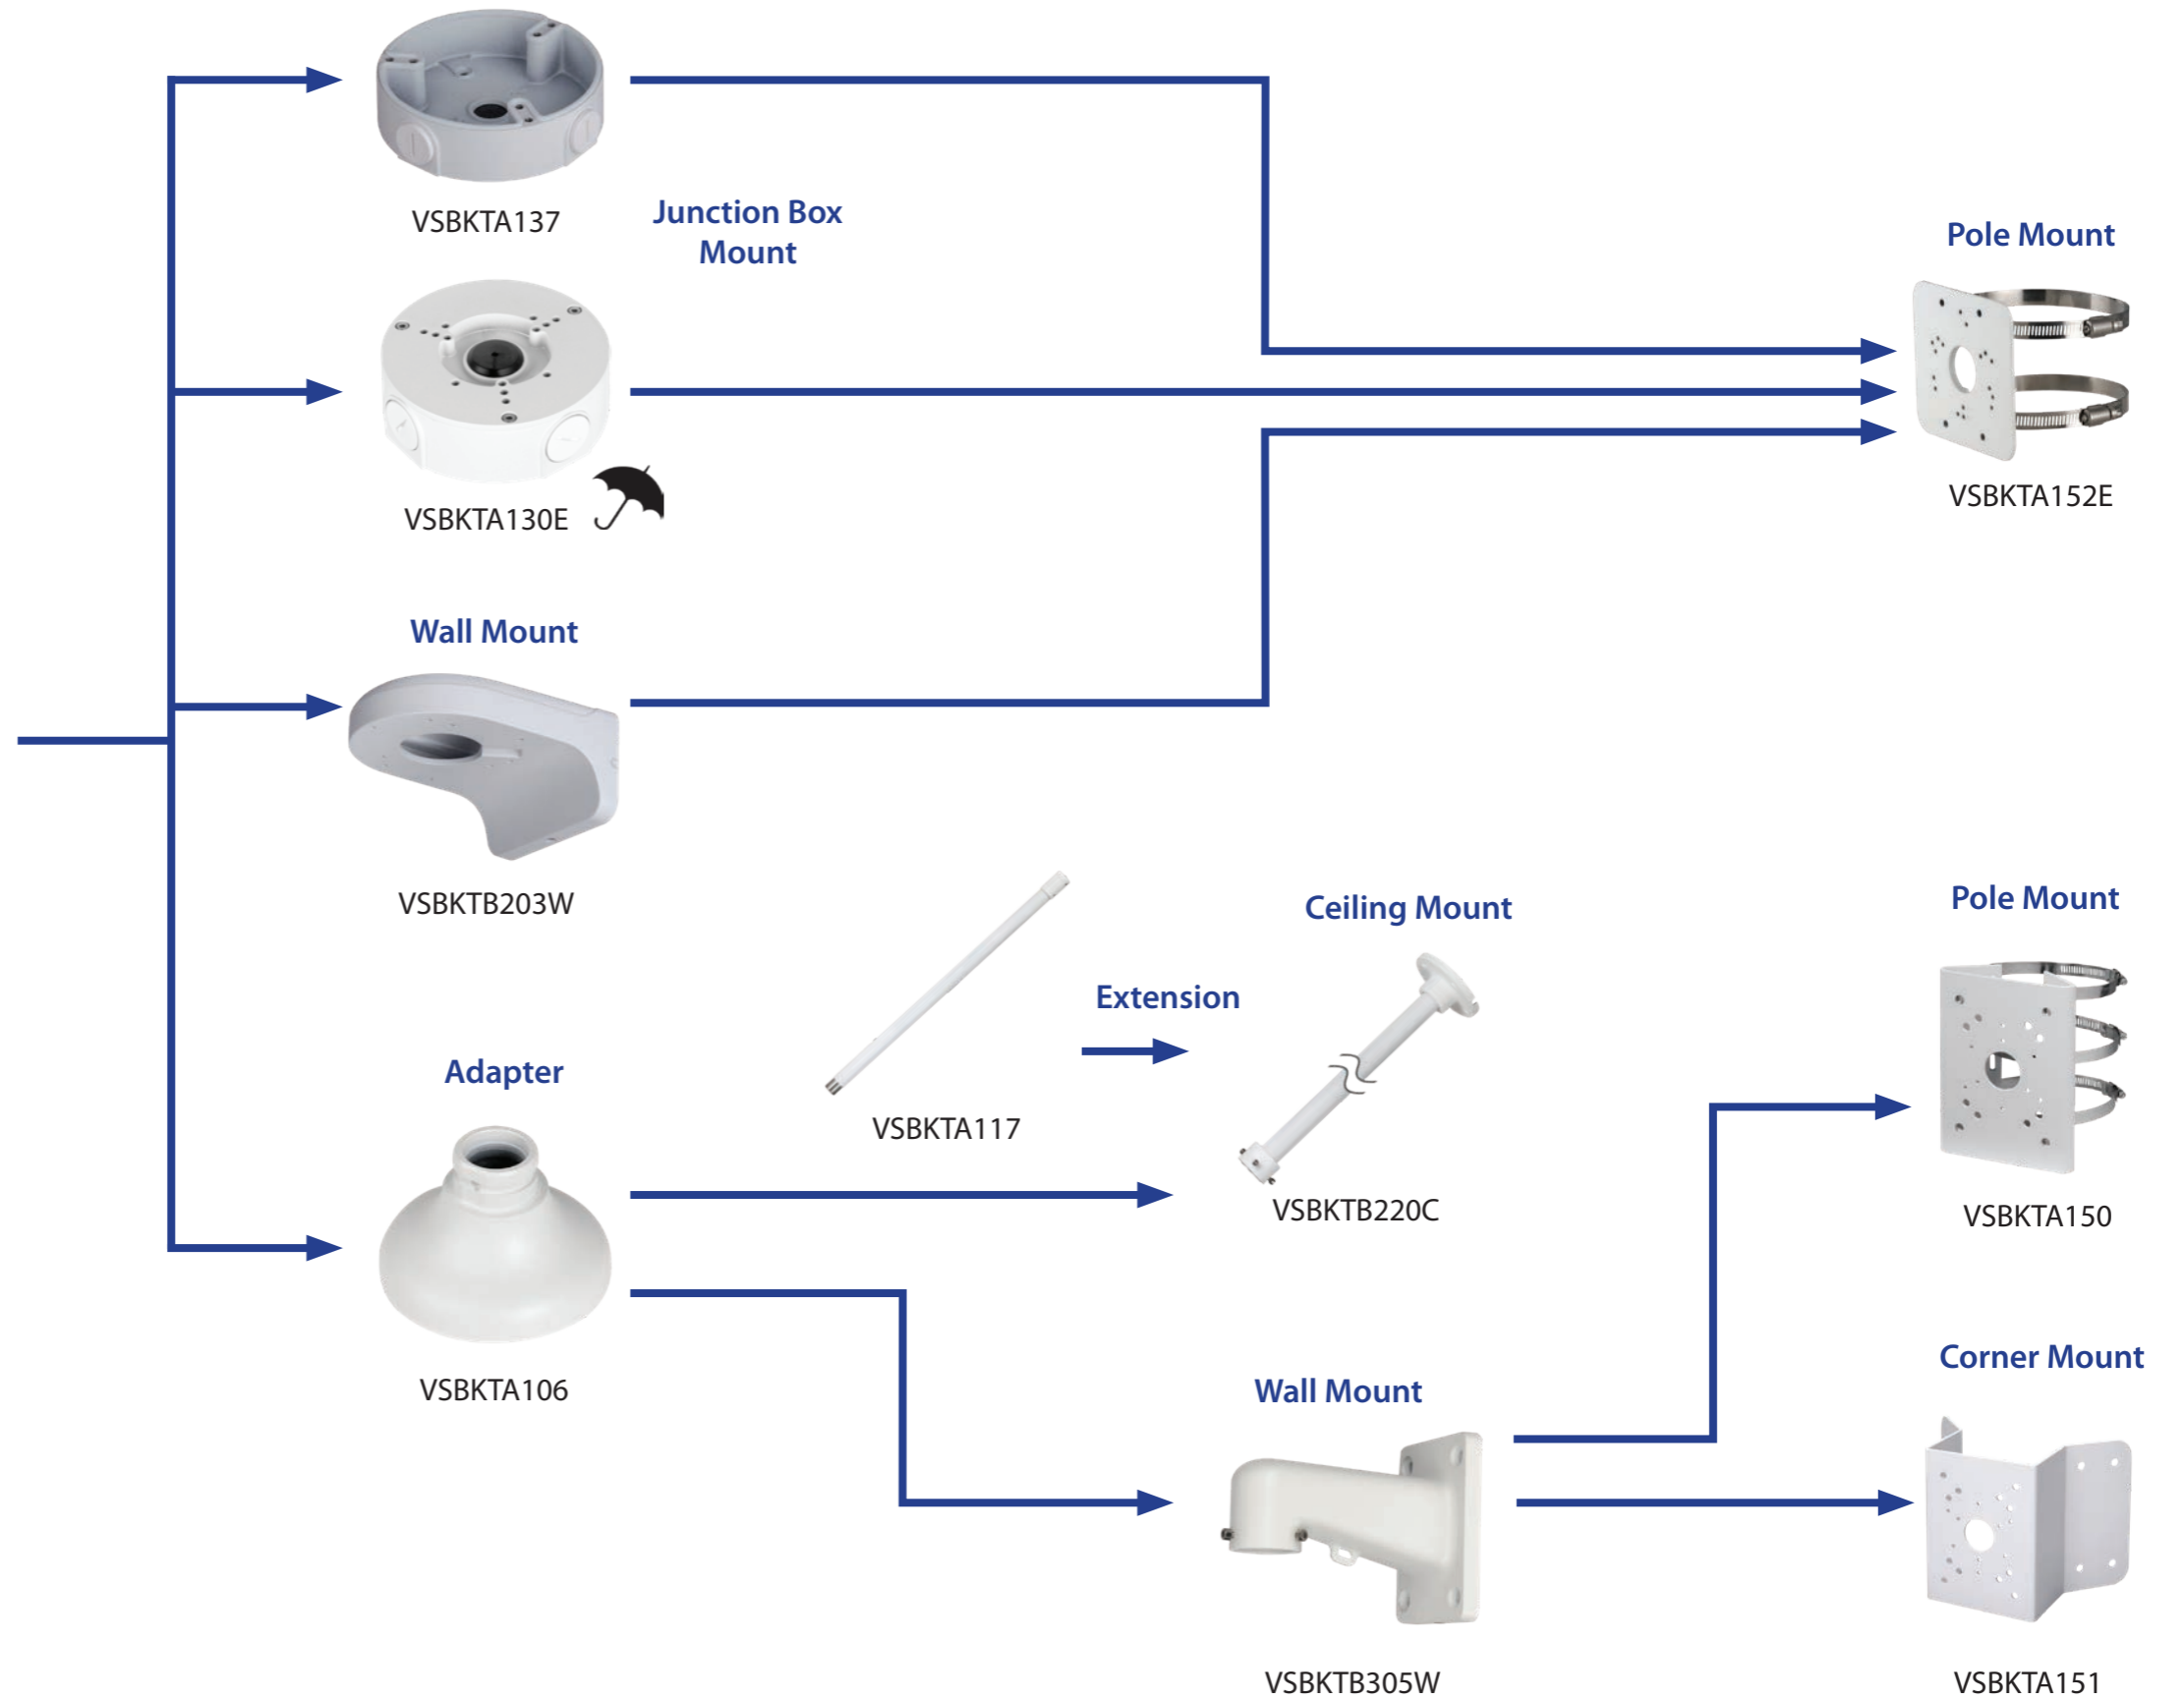 VSBKTA137
Junction Box
Mount
Pole Mount
VSBKTA130E
VSBKTA152E
Wall Mount
VSBKTB203W
Ceiling Mount
Pole Mount
Extension
Adapter
VSBKTA117
VSBKTB220C
VSBKTA150
VSBKTA106
Wall Mount
Corner Mount
VSBKTB305W
VSBKTA151